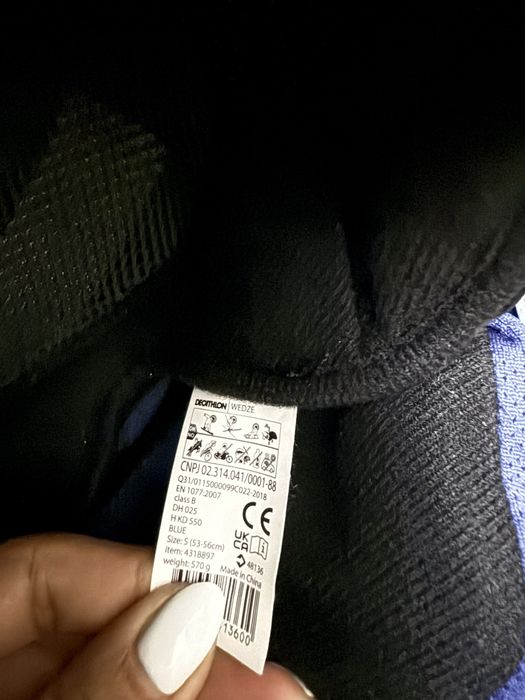 DECATHLON | WEDZE
CNPJ 02.314.041/0001-88
Q31/0115000099C022-2018
EN 1077:2007
class B
DH 025
H KD 550
BLUE
Size: S (53-56cm)
item: 4318897
weight: 570 g
CE
UK
CA
48136
Made in China
13600